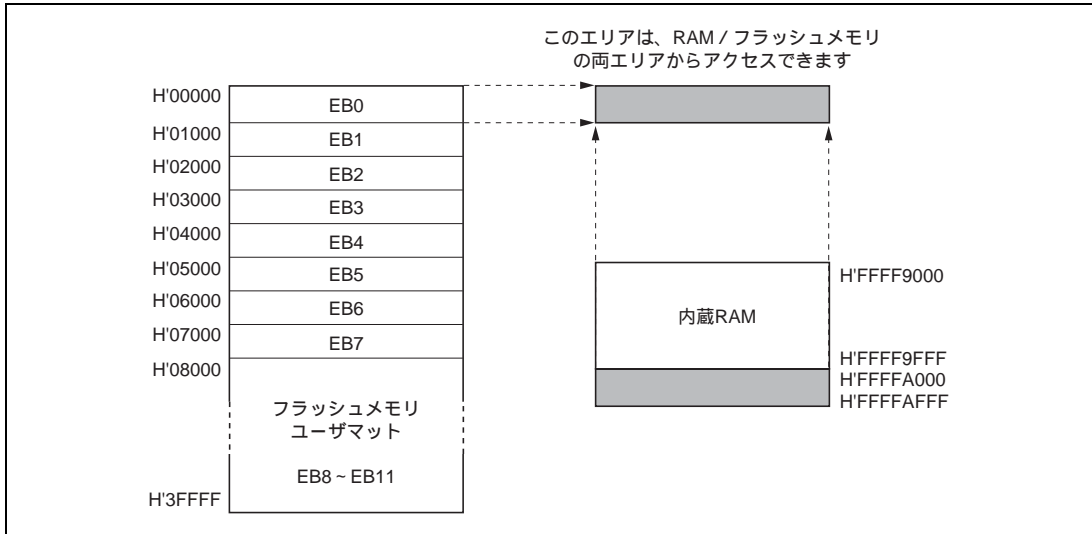 このエリアは、RAM / フラッシュメモリ
の両エリアからアクセスできます
H'00000
EB0
H'01000
EB1
H'02000
EB2
H'03000
EB3
H'04000
EB4
H'05000
EB5
H'06000
EB6
H'07000
EB7
H'08000
フラッシュメモリ
ユーザマット
EB8 ~ EB11
H'3FFFF
H'FFFF9000
内蔵RAM
H'FFFF9FFF
H'FFFFA000
H'FFFFAFFF